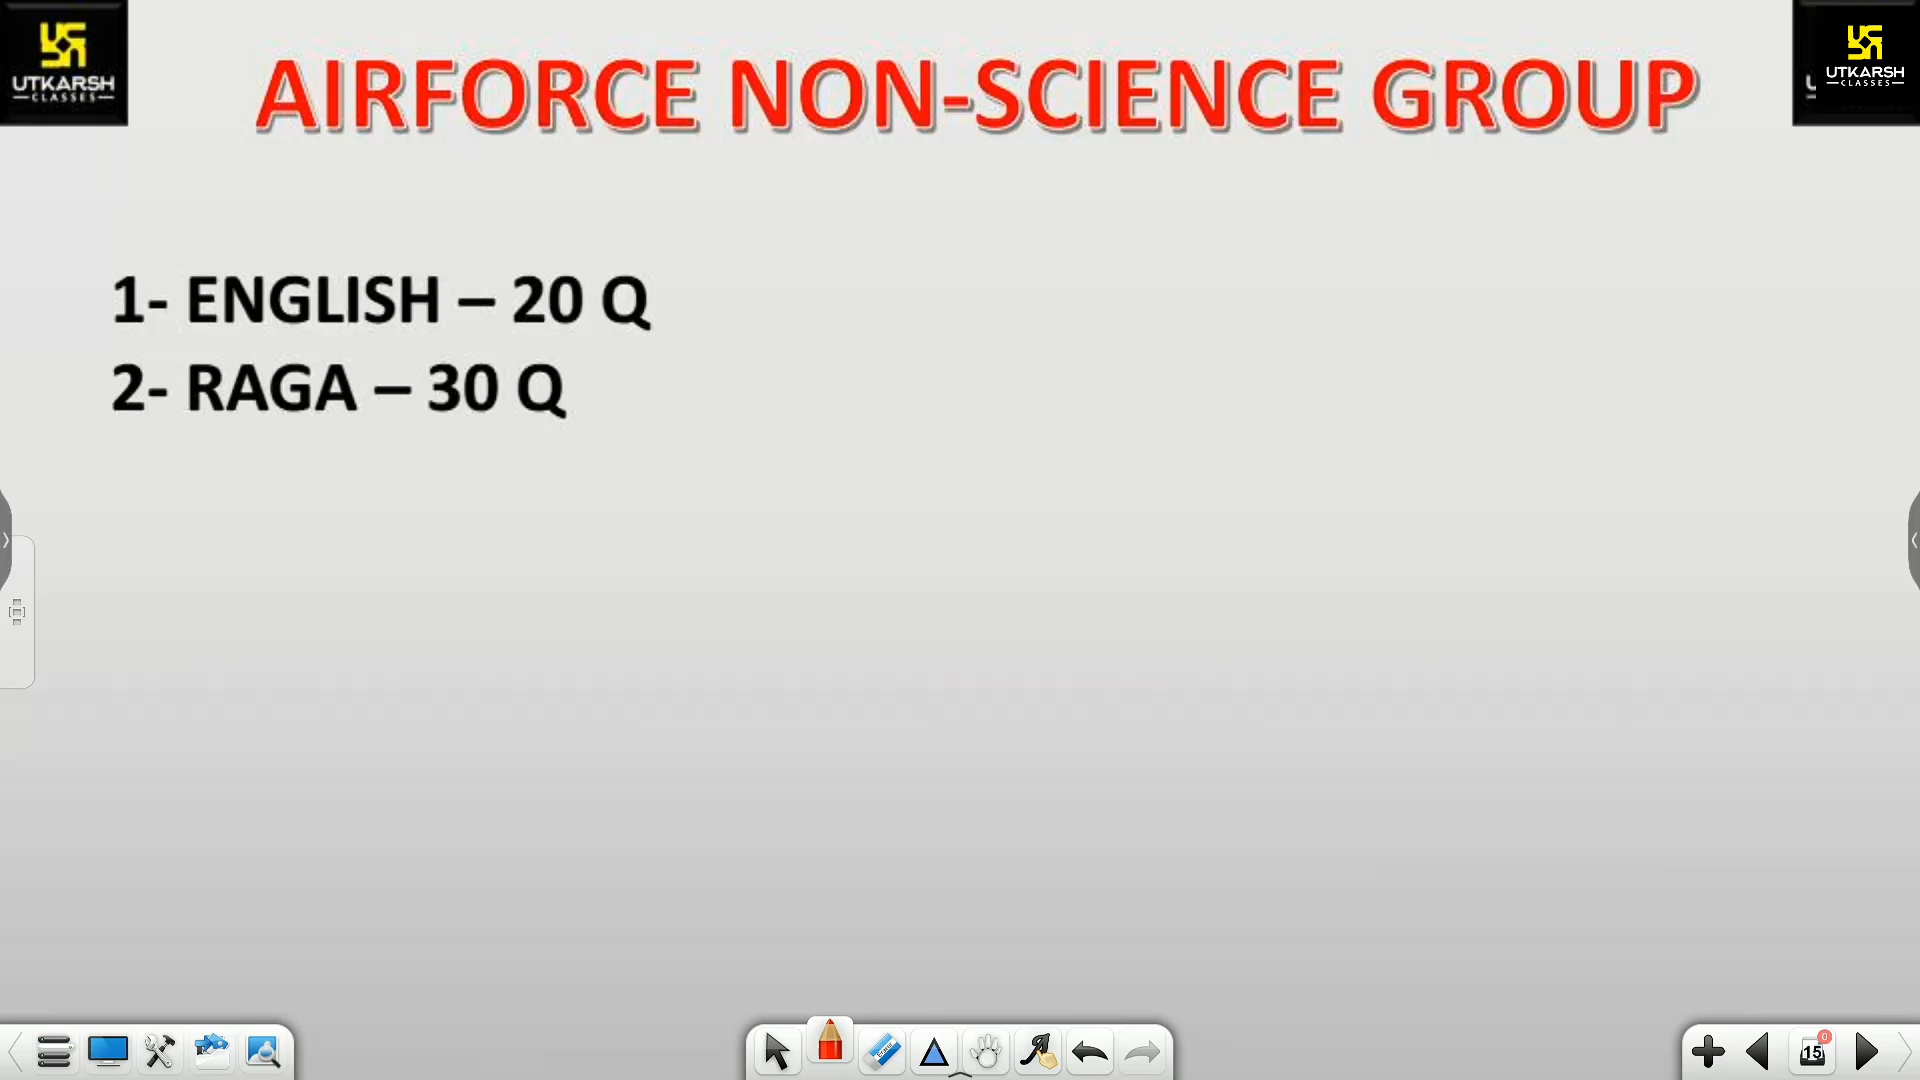 UTKARSH
CLASSES
AIRFORCE NON-SCIENCE GROUP
UTKARSH
CLASSES
1- ENGLISH – 20 Q
2- RAGA – 30 Q
15
0